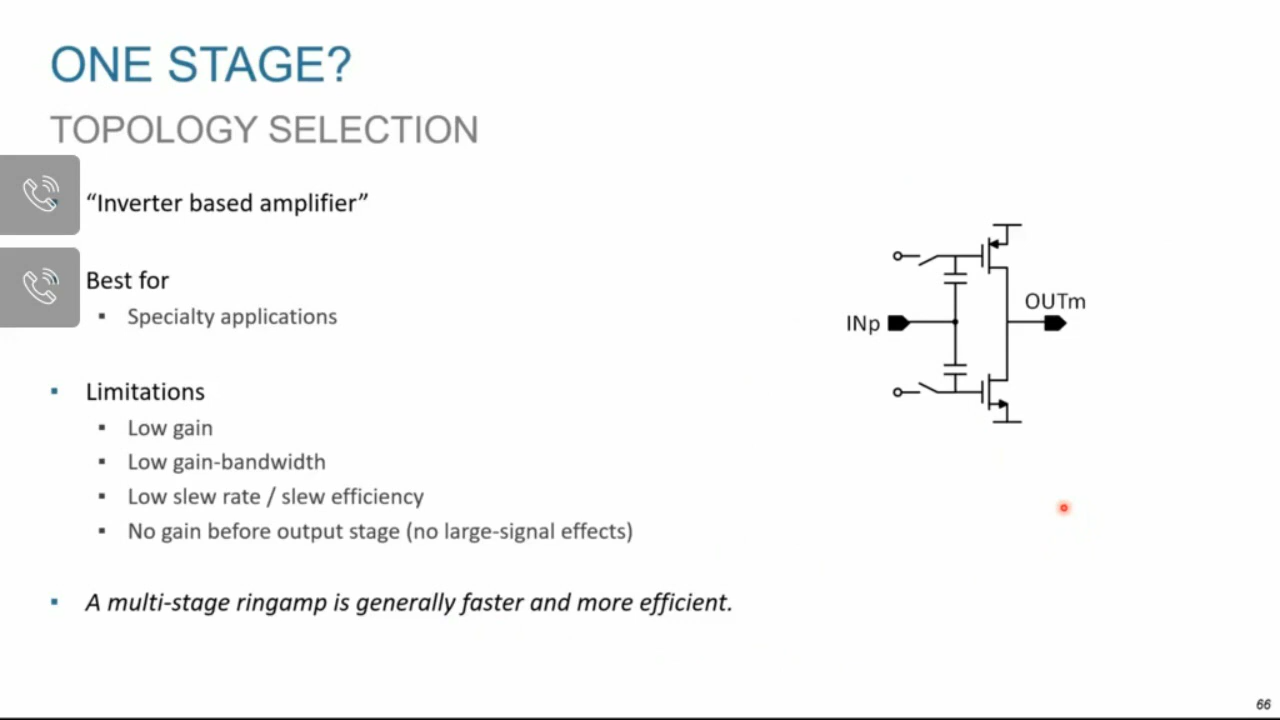 ONE STAGE?
TOPOLOGY SELECTION
“Inverter based amplifier”
Best for
▪ Specialty applications
▪ Limitations
▪ Low gain
▪ Low gain-bandwidth
▪ Low slew rate / slew efficiency
▪ No gain before output stage (no large-signal effects)
▪ A multi-stage ringamp is generally faster and more efficient.
INp
OUTm
66